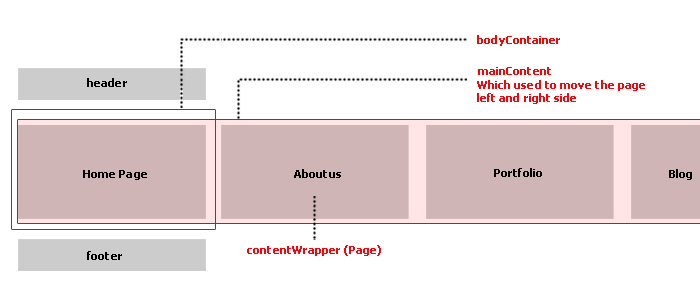 bodyContainer
mainContent
Which used to move the page
left and right side
header
Home Page
Aboutus
Portfolio
Blog
contentWrapper (Page)
footer